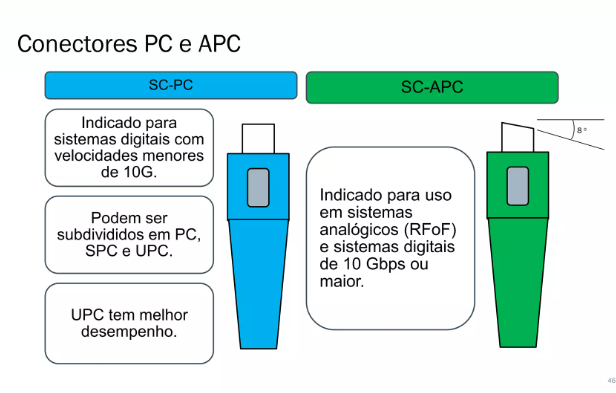 Conectores PC e APC
SC-PC
SC-APC
Indicado para
sistemas digitais com
velocidades menores
de 10G.
Podem ser
subdivididos em PC,
SPC e UPC.
UPC tem melhor
desempenho.
Indicado para uso
em sistemas
analógicos (RFoF)
e sistemas digitais
de 10 Gbps ou
maior.
8°
46